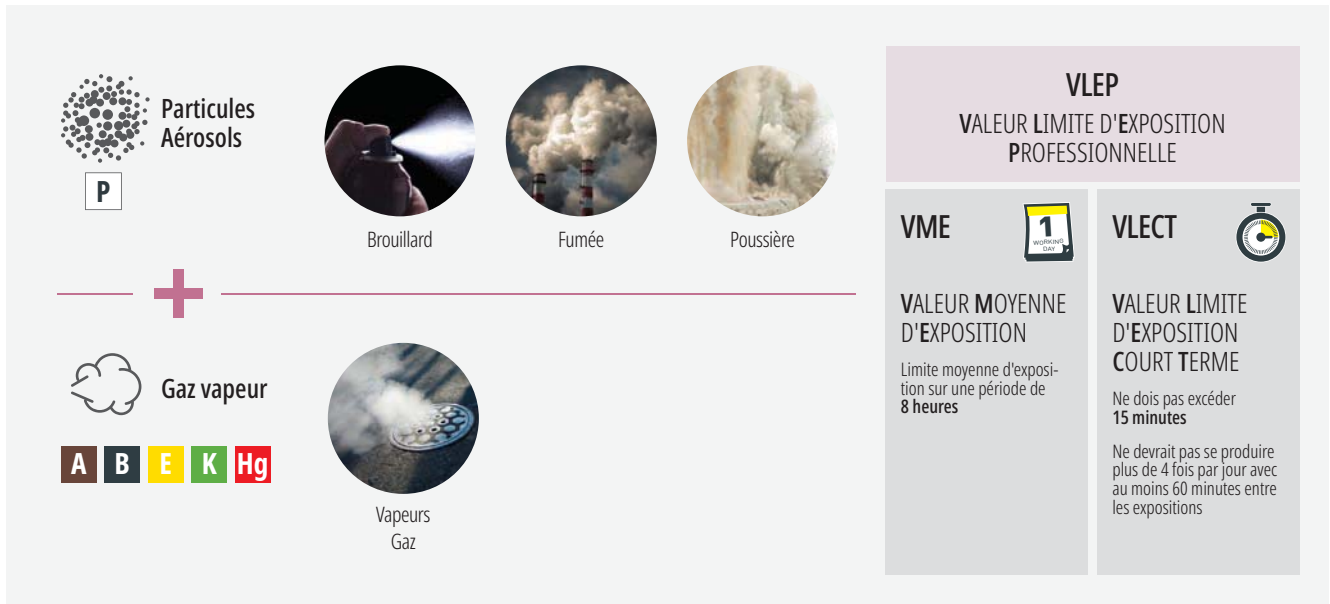 Particules
Aérosols
P
Brouillard
Fumée
Poussière
Gaz vapeur
A B E K Hg
Vapeurs
Gaz
VLEP
VALEUR LIMITE D'EXPOSITION
PROFESSIONNELLE
VME
1
WORKING
DAY
VALEUR MOYENNE
D'EXPOSITION
Limite moyenne d'exposi-
tion sur une période de
8 heures
VLECT
VALEUR LIMITE
D'EXPOSITION
COURT TERME
Ne dois pas excéder
15 minutes
Ne devrait pas se produire
plus de 4 fois par jour avec
au moins 60 minutes entre
les expositions